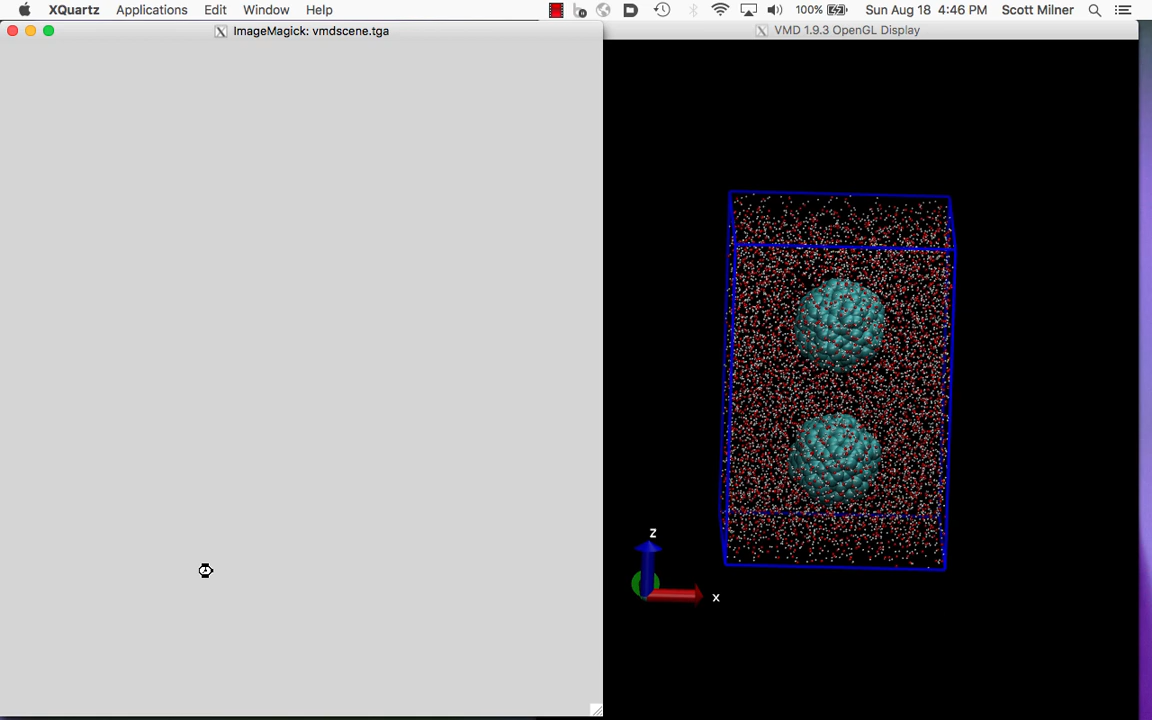 XQuartz Applications Edit Window Help 100% Sun Aug 18 4:46 PM Scott Milner
ImageMagick: vmdscene.tga
VMD 1.9.3 OpenGL Display
z
x